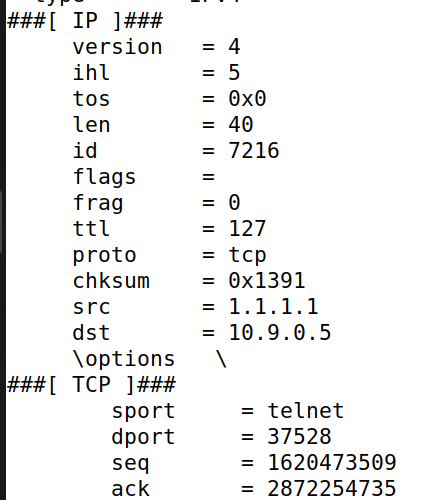 ###[ IP ]###
version = 4
ihl = 5
tos = 0x0
len = 40
id = 7216
flags =
frag = 0
ttl = 127
proto = tcp
chksum = 0x1391
src = 1.1.1.1
dst = 10.9.0.5
\options \
###[ TCP ]###
sport = telnet
dport = 37528
seq = 1620473509
ack = 2872254735